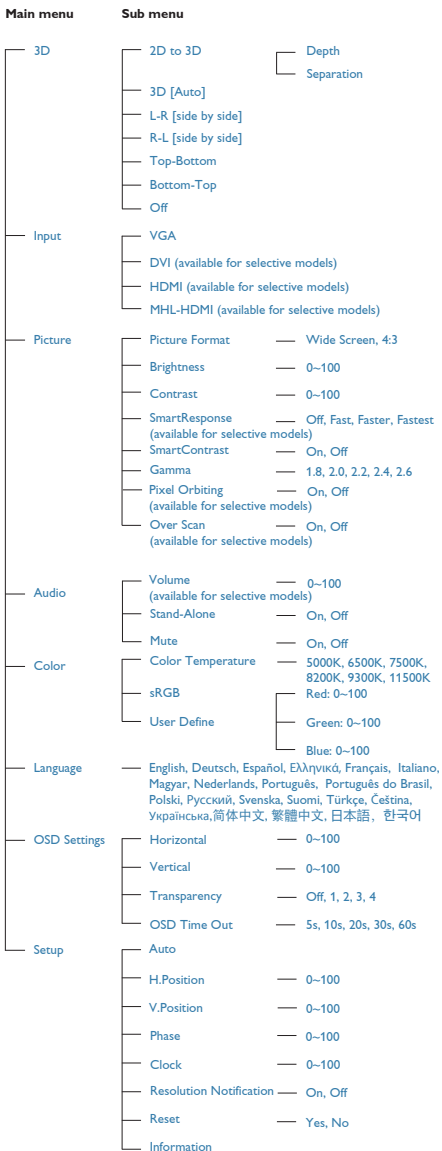 Main menu Sub menu
3D 2D to 3D Depth
Separation
3D [Auto]
L-R [side by side]
R-L [side by side]
Top-Bottom
Bottom-Top
Off
Input VGA
DVI (available for selective models)
HDMI (available for selective models)
MHL-HDMI (available for selective models)
Picture Picture Format Wide Screen, 4:3
Brightness 0~100
Contrast 0~100
SmartResponse Off, Fast, Faster, Fastest
(available for selective models)
SmartContrast On, Off
Gamma 1.8, 2.0, 2.2, 2.4, 2.6
Pixel Orbiting On, Off
(available for selective models)
Over Scan On, Off
(available for selective models)
Audio Volume 0~100
(available for selective models)
Stand-Alone On, Off
Mute On, Off
Color Color Temperature 5000K, 6500K, 7500K,
8200K, 9300K, 11500K
sRGB Red: 0~100
User Define Green: 0~100
Blue: 0~100
Language English, Deutsch, Español, Ελληνικά, Français, Italiano,
Magyar, Nederlands, Português, Português do Brasil,
Polski, Русский, Svenska, Suomi, Türkçe, Čeština,
Українська,简体中文, 繁體中文, 日本語, 한국어
OSD Settings Horizontal 0~100
Vertical 0~100
Transparency Off, 1, 2, 3, 4
OSD Time Out 5s, 10s, 20s, 30s, 60s
Setup Auto
H.Position 0~100
V.Position 0~100
Phase 0~100
Clock 0~100
Resolution Notification On, Off
Reset Yes, No
Information